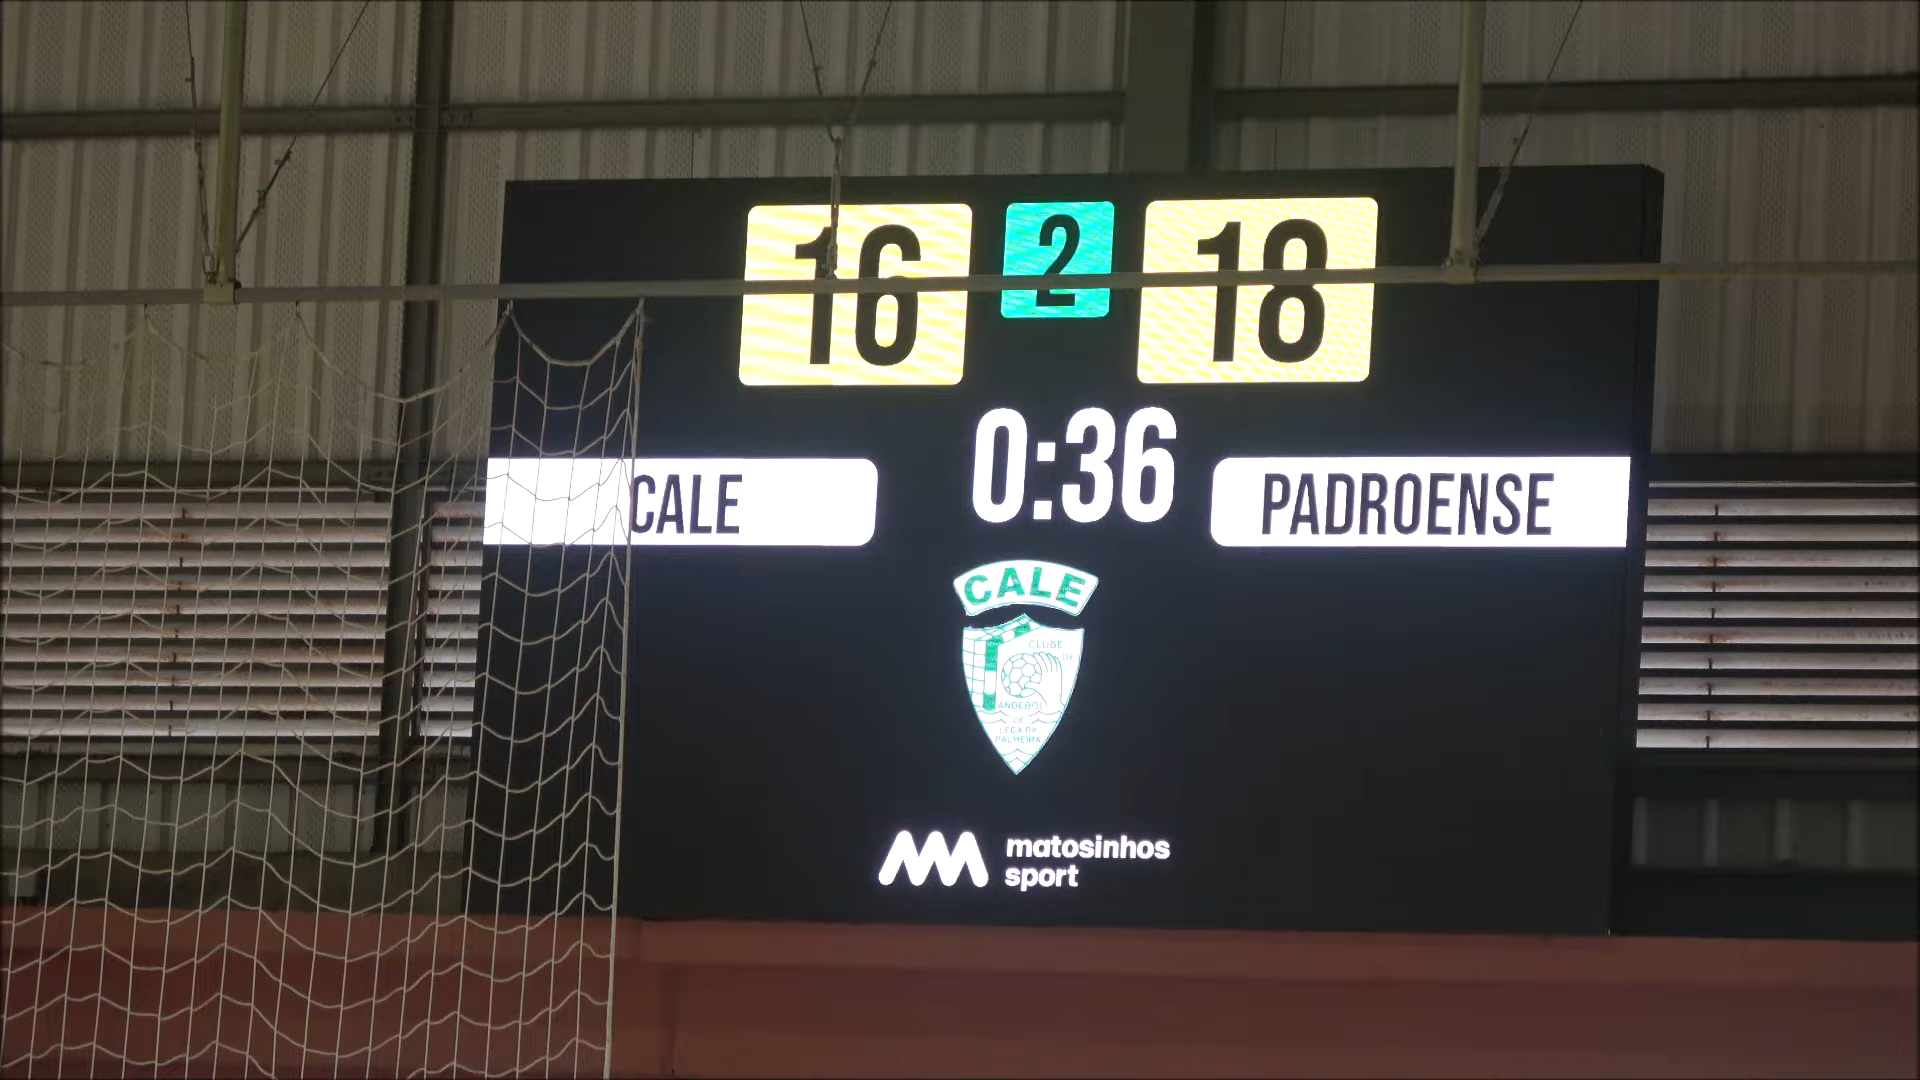 16 2 18
0:36
CALE PADROENSE
CALE
CLUBE
DE
ANDEBOL
DE
LEÇA DA
PALMEIRA
matosinhos
sport